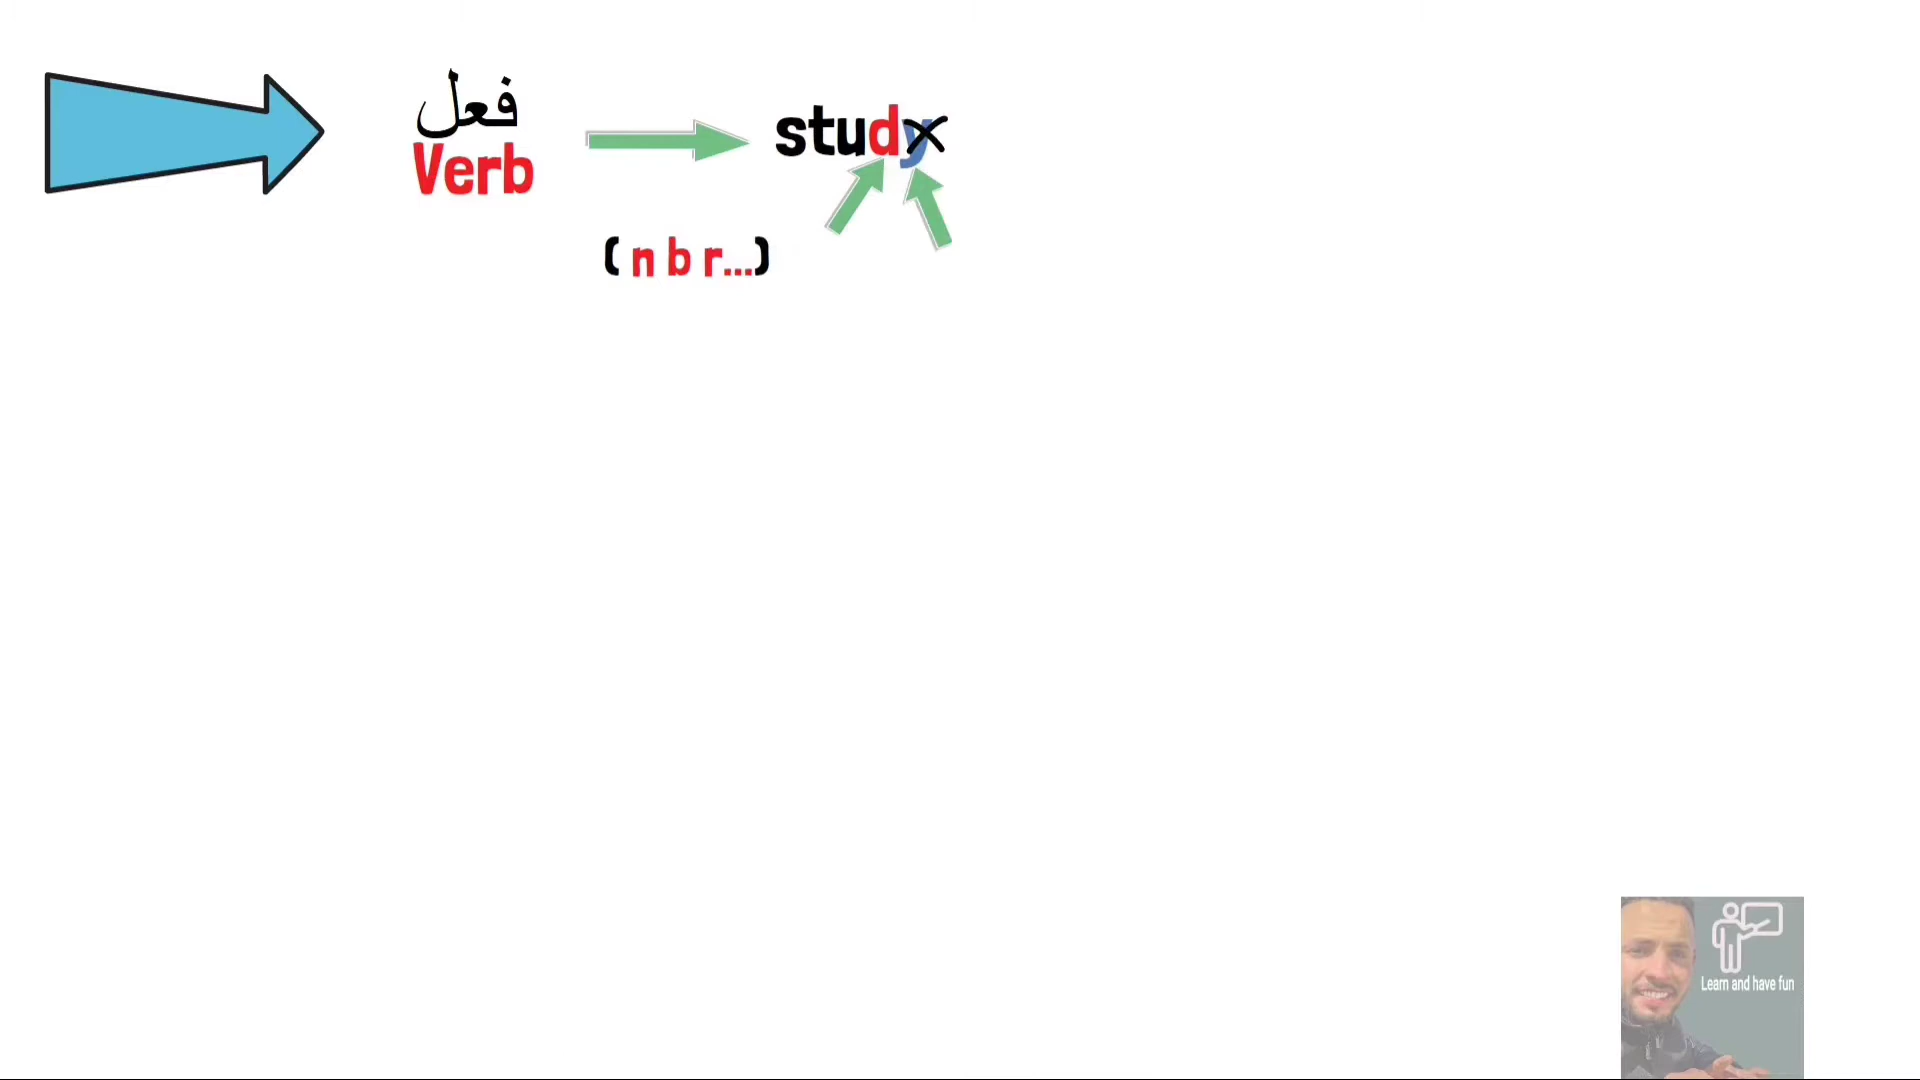 فعل
Verb
study
( n b r...)
Learn and have fun